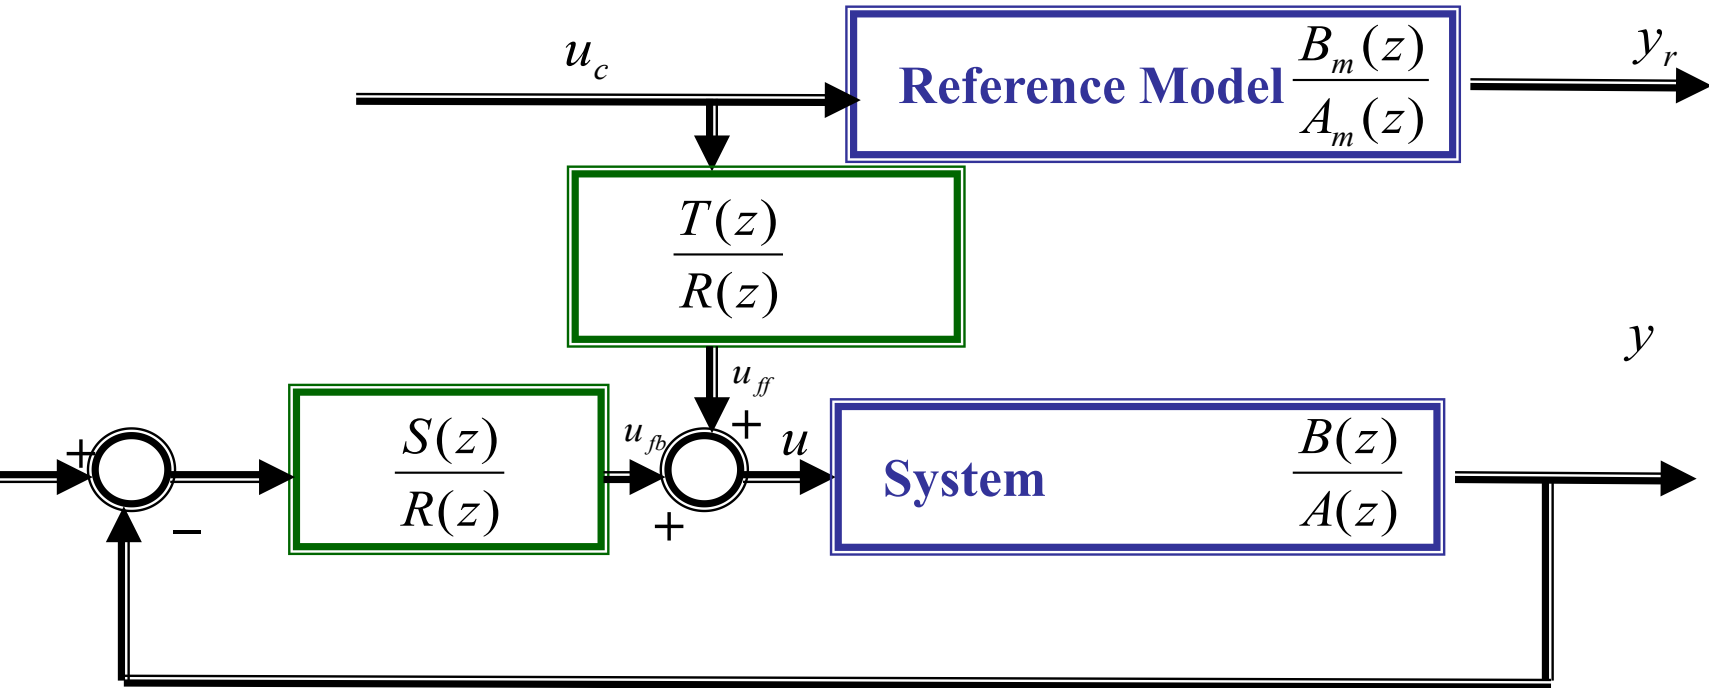 u_c
Reference Model B_m(z) / A_m(z)
y_r
T(z) / R(z)
u_ff
+
y
+
S(z) / R(z)
u_fb
u
System B(z) / A(z)
−
+